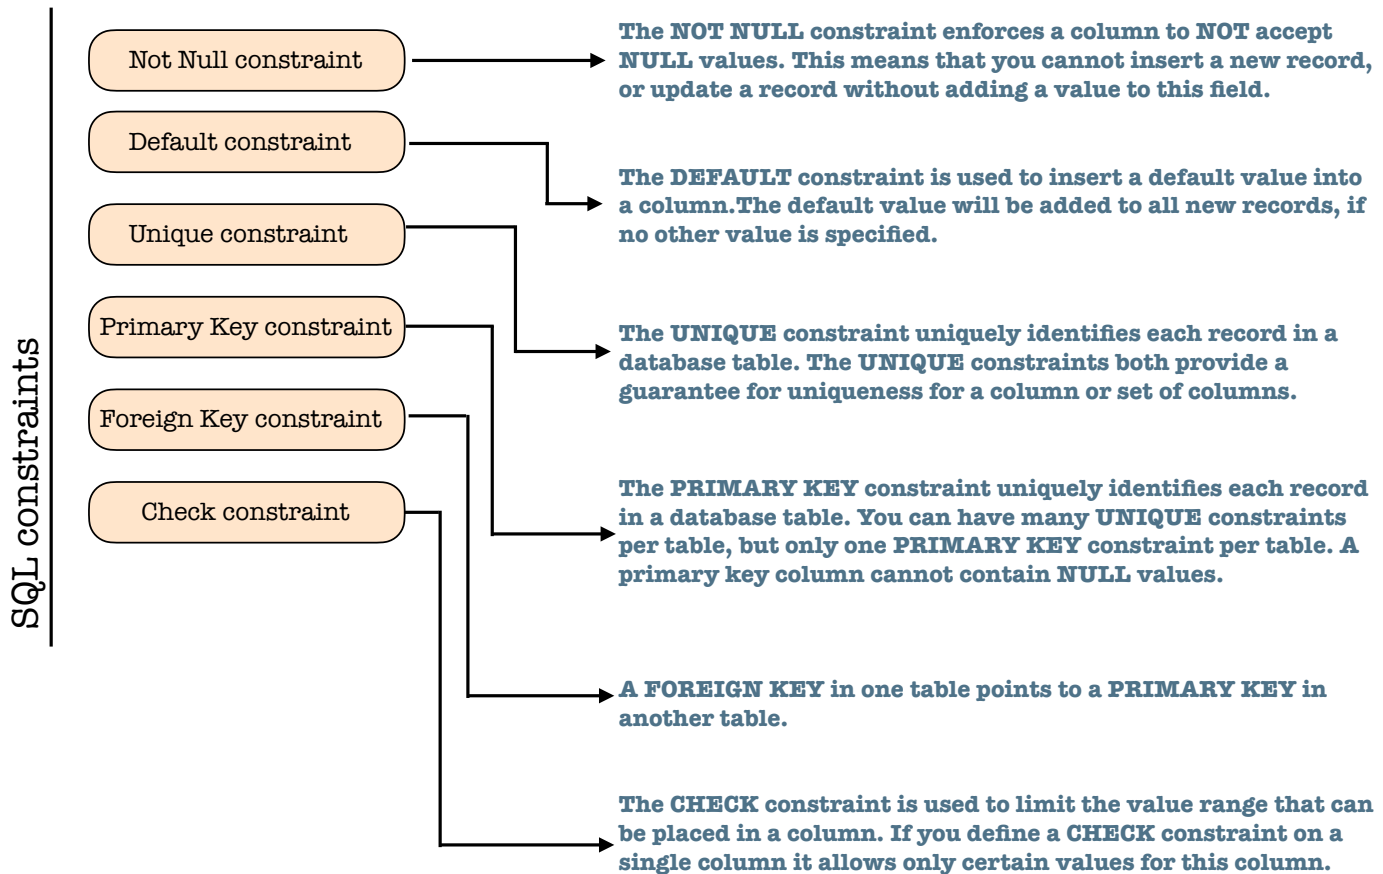 SQL constraints
Not Null constraint
Default constraint
Unique constraint
Primary Key constraint
Foreign Key constraint
Check constraint
The NOT NULL constraint enforces a column to NOT accept
NULL values. This means that you cannot insert a new record,
or update a record without adding a value to this field.
The DEFAULT constraint is used to insert a default value into
a column.The default value will be added to all new records, if
no other value is specified.
The UNIQUE constraint uniquely identifies each record in a
database table. The UNIQUE constraints both provide a
guarantee for uniqueness for a column or set of columns.
The PRIMARY KEY constraint uniquely identifies each record
in a database table. You can have many UNIQUE constraints
per table, but only one PRIMARY KEY constraint per table. A
primary key column cannot contain NULL values.
A FOREIGN KEY in one table points to a PRIMARY KEY in
another table.
The CHECK constraint is used to limit the value range that can
be placed in a column. If you define a CHECK constraint on a
single column it allows only certain values for this column.